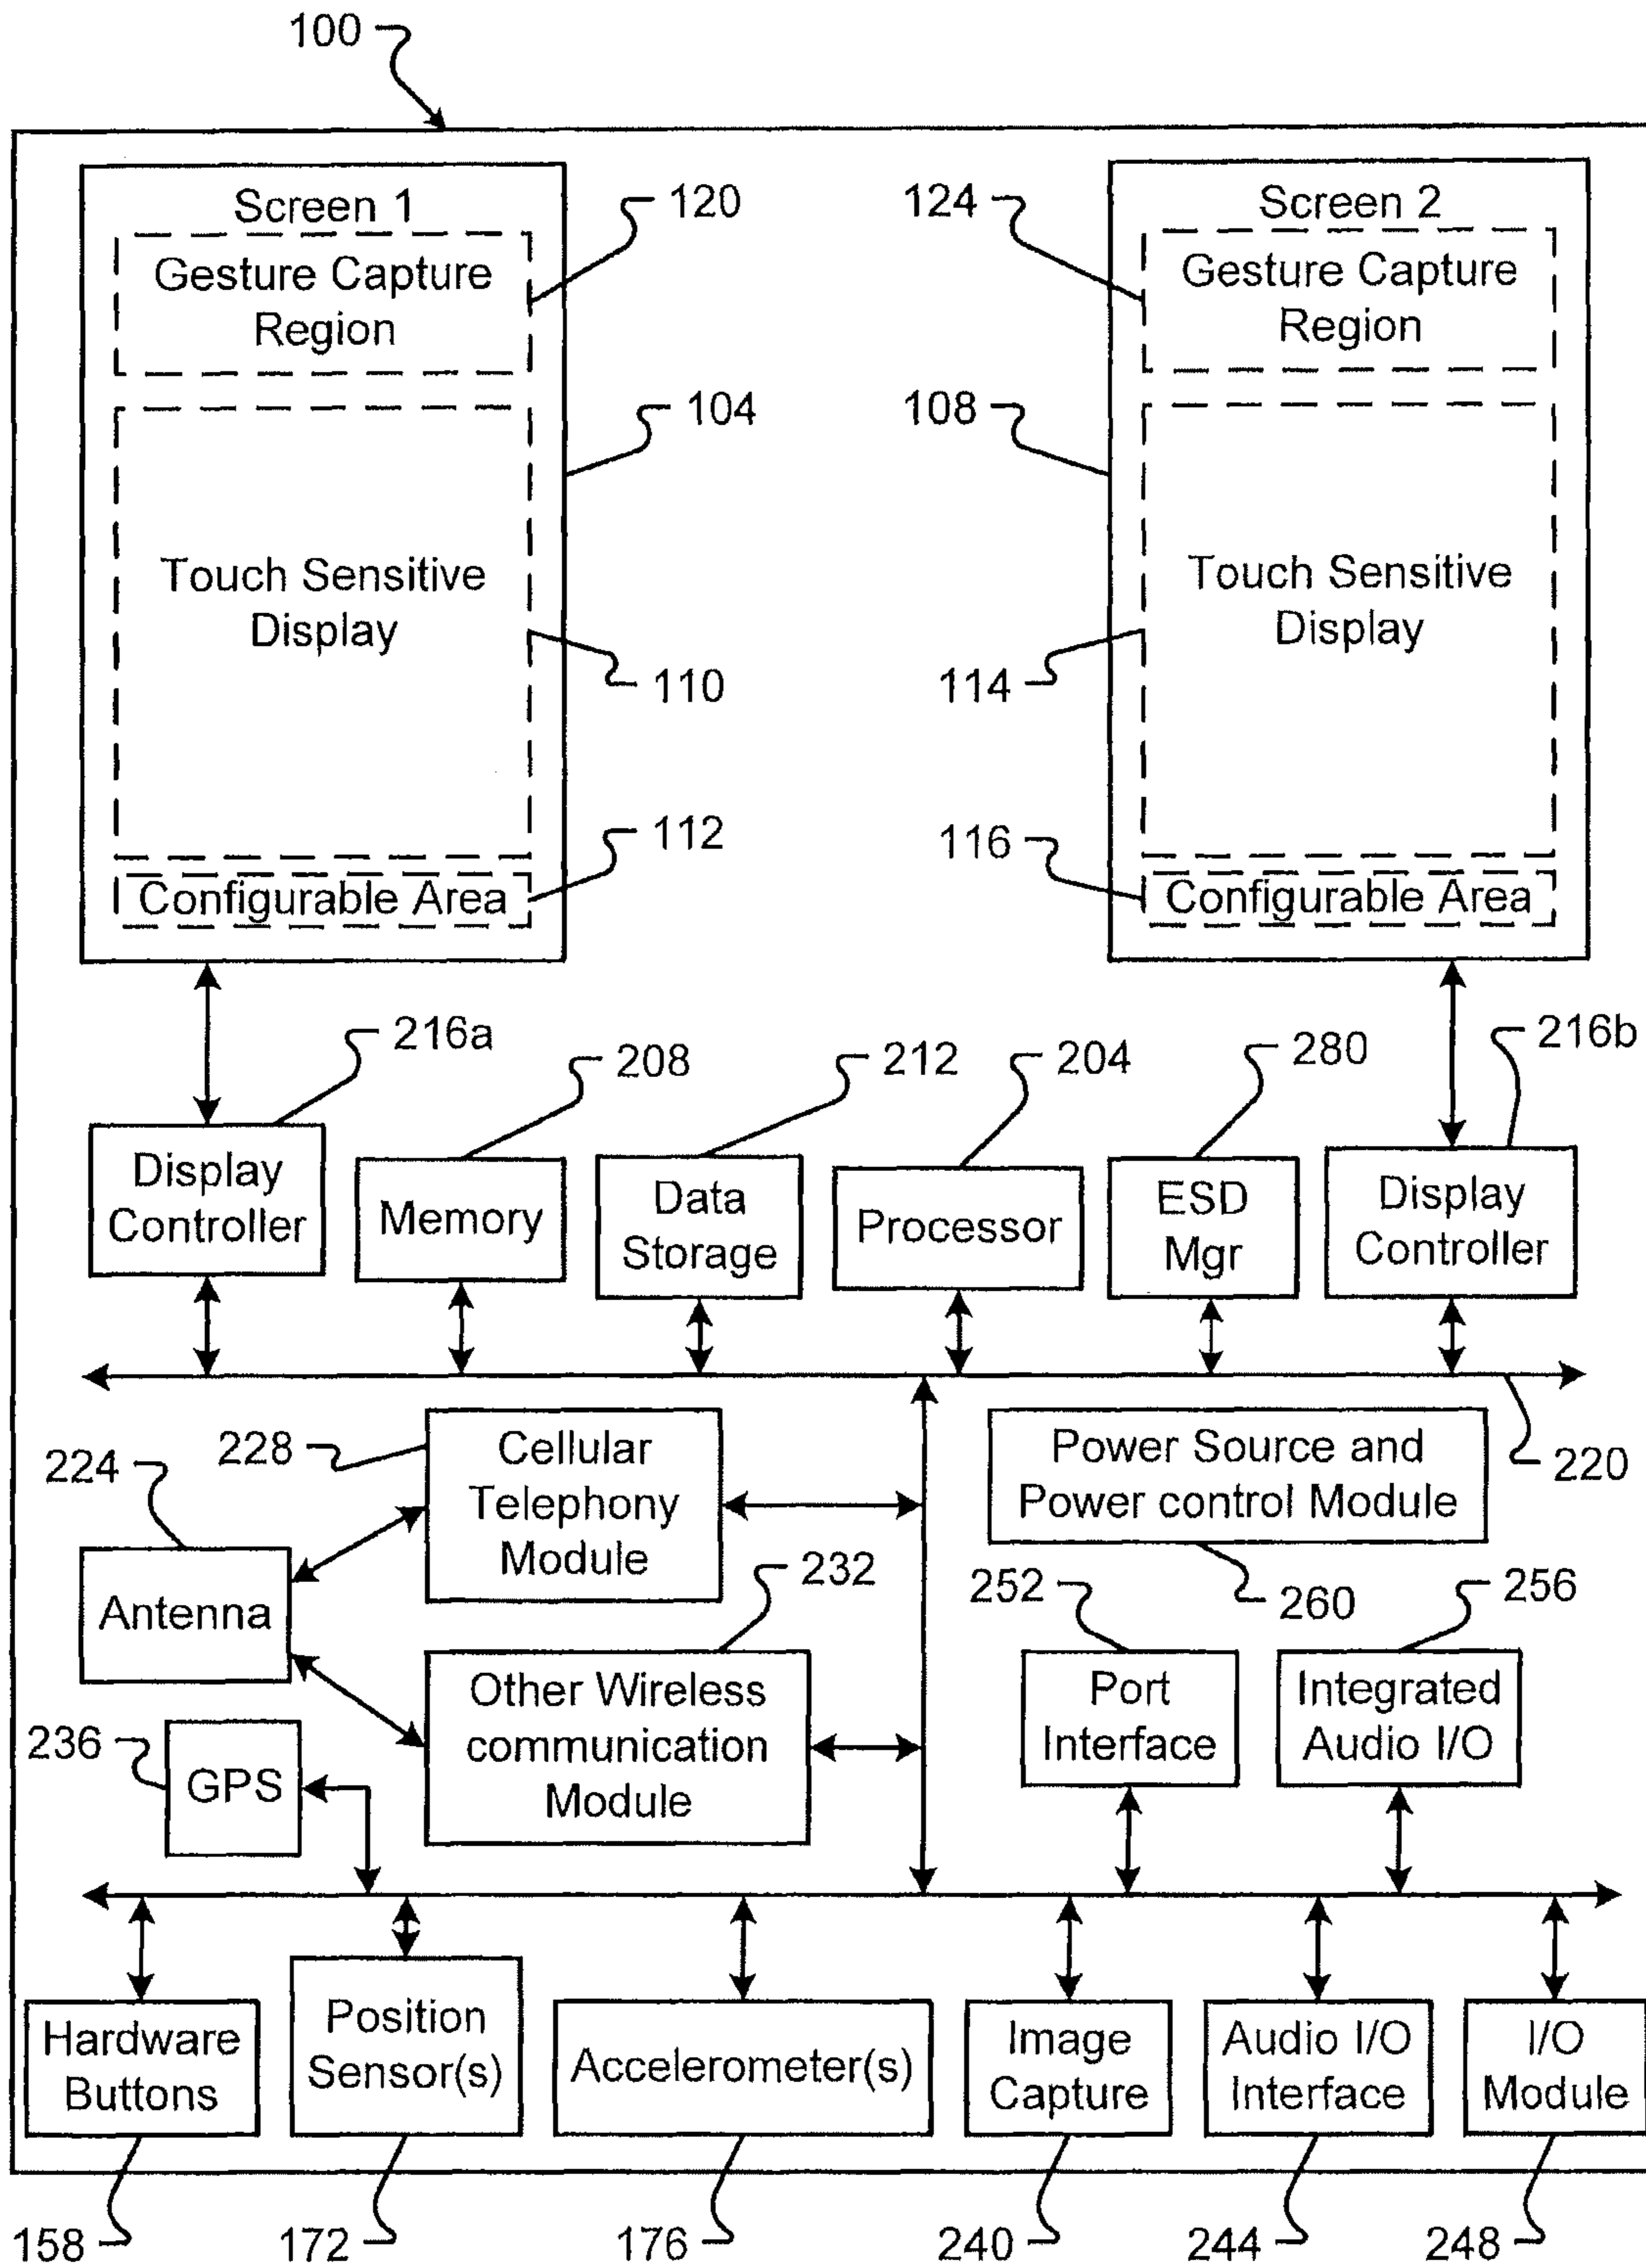 100
Screen 1
Gesture Capture
Region
120
124
Screen 2
Gesture Capture
Region
104
108
Touch Sensitive
Display
110
114
Touch Sensitive
Display
112
116
Configurable Area
Configurable Area
216a
208
212
204
280
216b
Display
Controller
Memory
Data
Storage
Processor
ESD
Mgr
Display
Controller
228
Cellular
Telephony
Module
Power Source and
Power control Module
220
224
Antenna
232
252
260
256
Other Wireless
communication
Module
Port
Interface
Integrated
Audio I/O
236
GPS
Hardware
Buttons
Position
Sensor(s)
Accelerometer(s)
Image
Capture
Audio I/O
Interface
I/O
Module
158
172
176
240
244
248